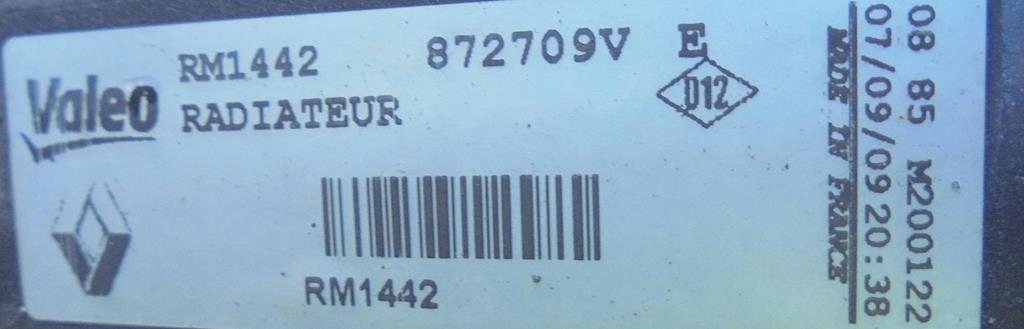 Valeo
RM1442 872709V E
RADIATEUR D12
RM1442
MADE IN FRANCE
07/09/09 20:38
08 85 M200122